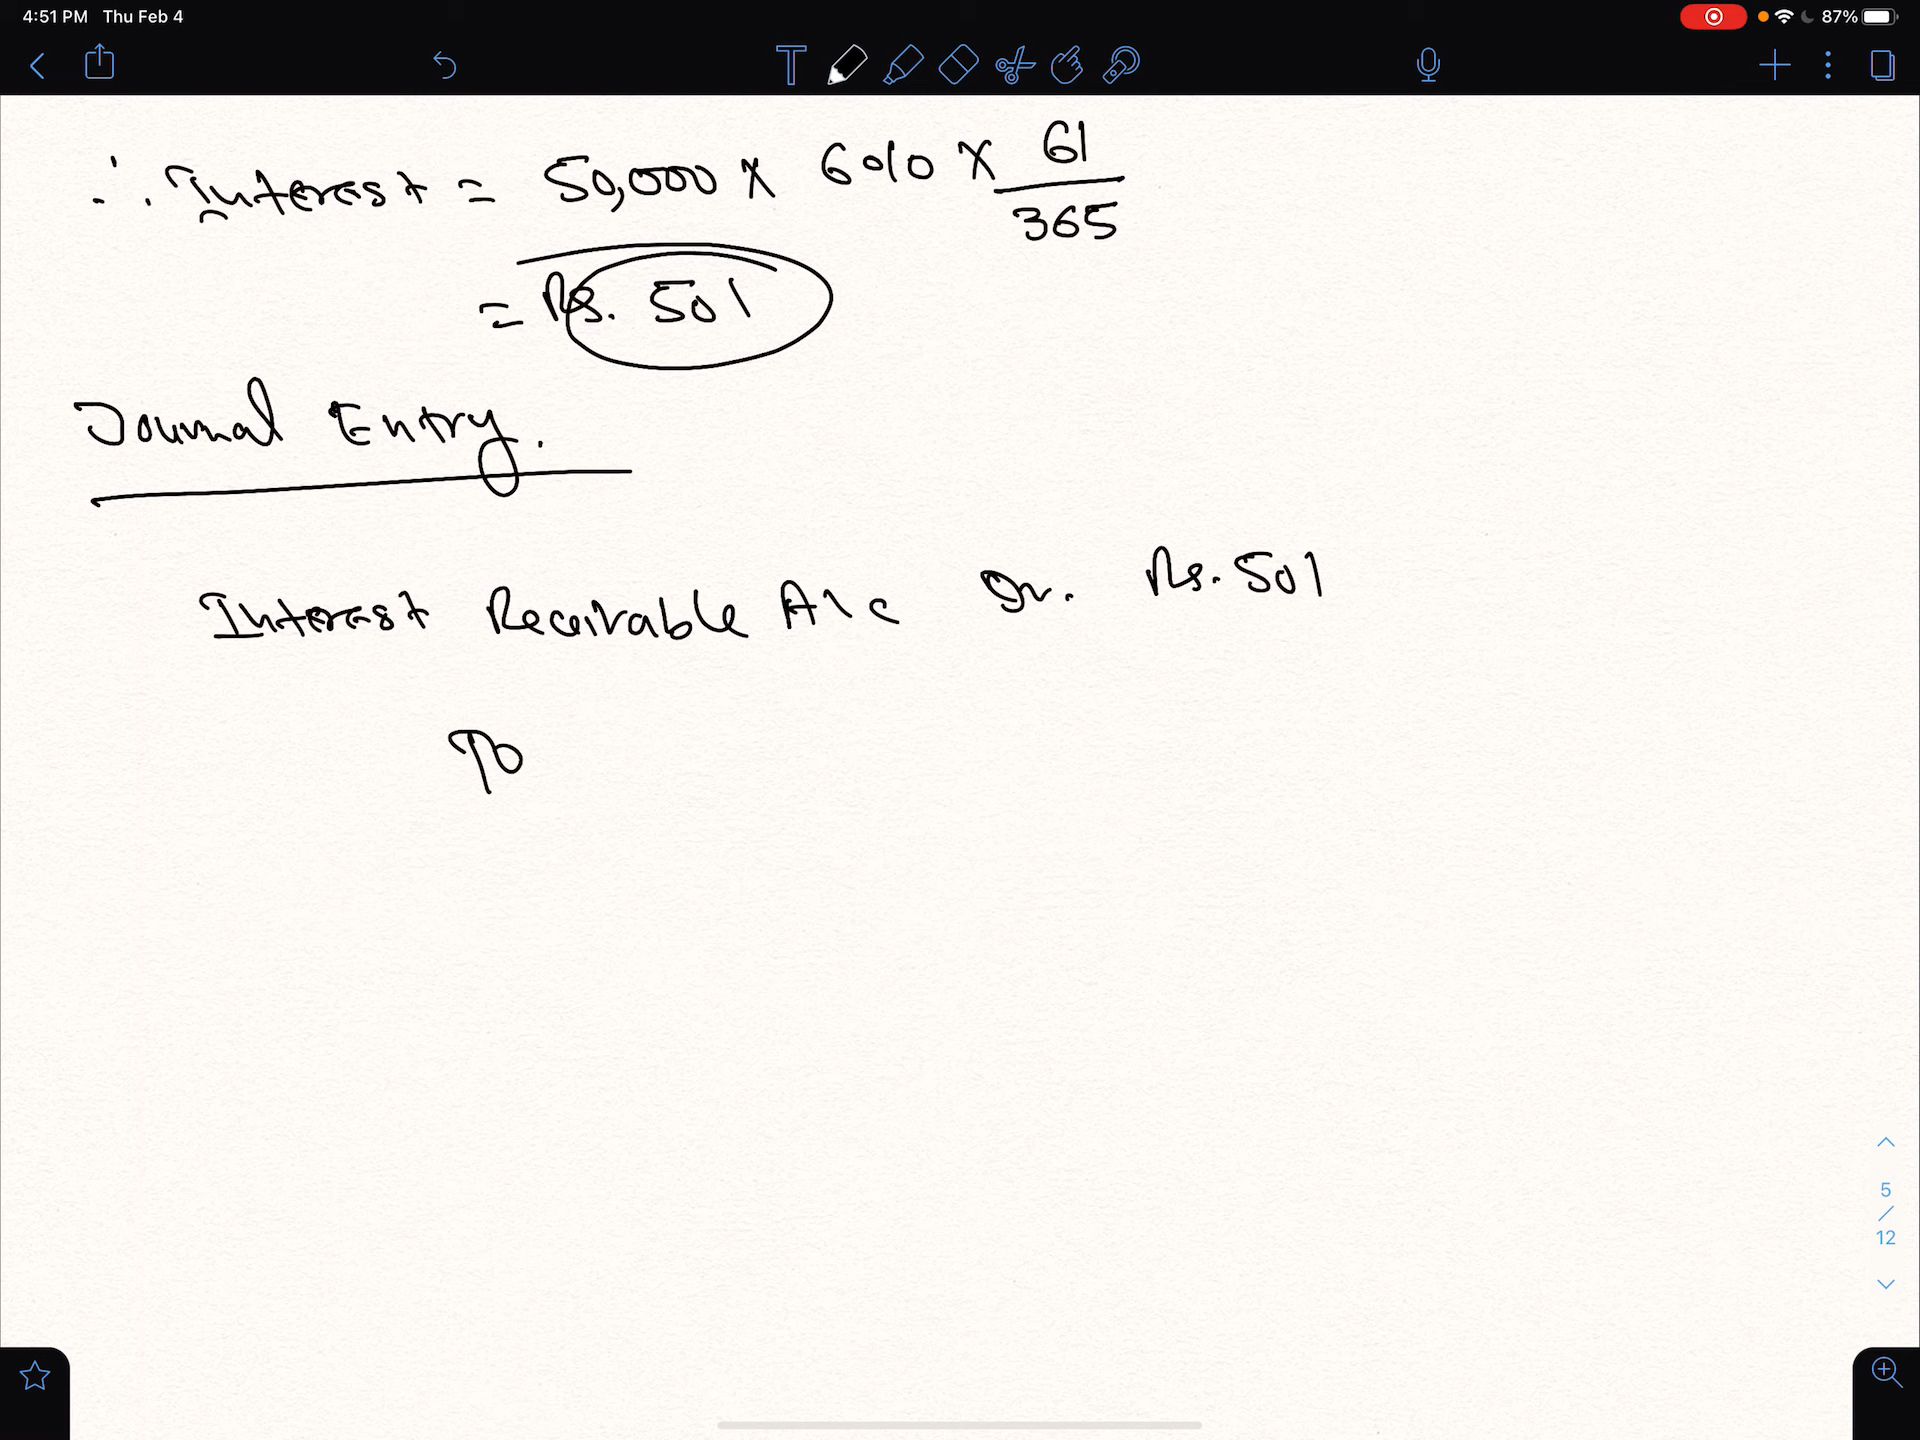 4:51 PM Thu Feb 4
87%
∴ Interest = 50,000 x 6% x 61/365
= Rs. 501
Journal Entry.
Interest Receivable A/c Dr. Rs. 501
To
5
/
12